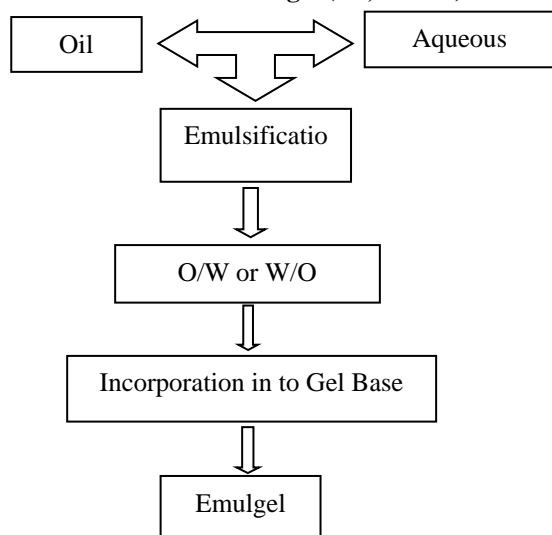 Oil
Aqueous
Emulsificatio
O/W or W/O
Incorporation in to Gel Base
Emulgel